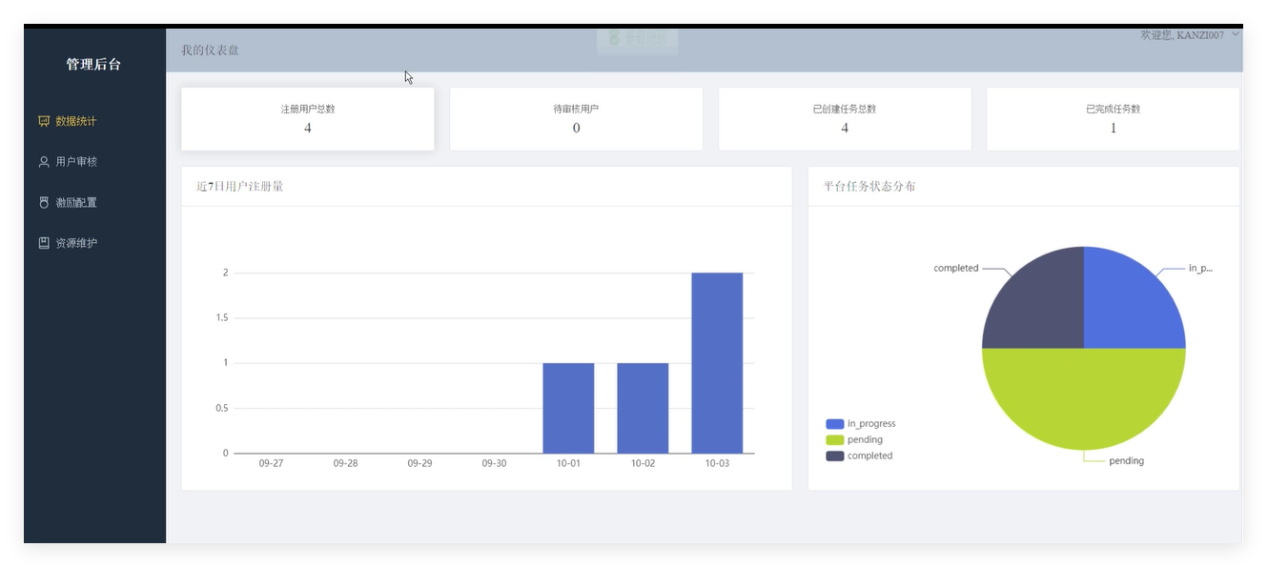 管理后台
数据统计
用户审核
激励配置
资源维护
我的仪表盘
欢迎您, KANZI007
注册用户总数
4
待审核用户
0
已创建任务总数
4
已完成任务数
1
近7日用户注册量
2
1.5
1
0.5
0
09-27 09-28 09-29 09-30 10-01 10-02 10-03
平台任务状态分布
completed
in_p...
pending
in_progress
pending
completed